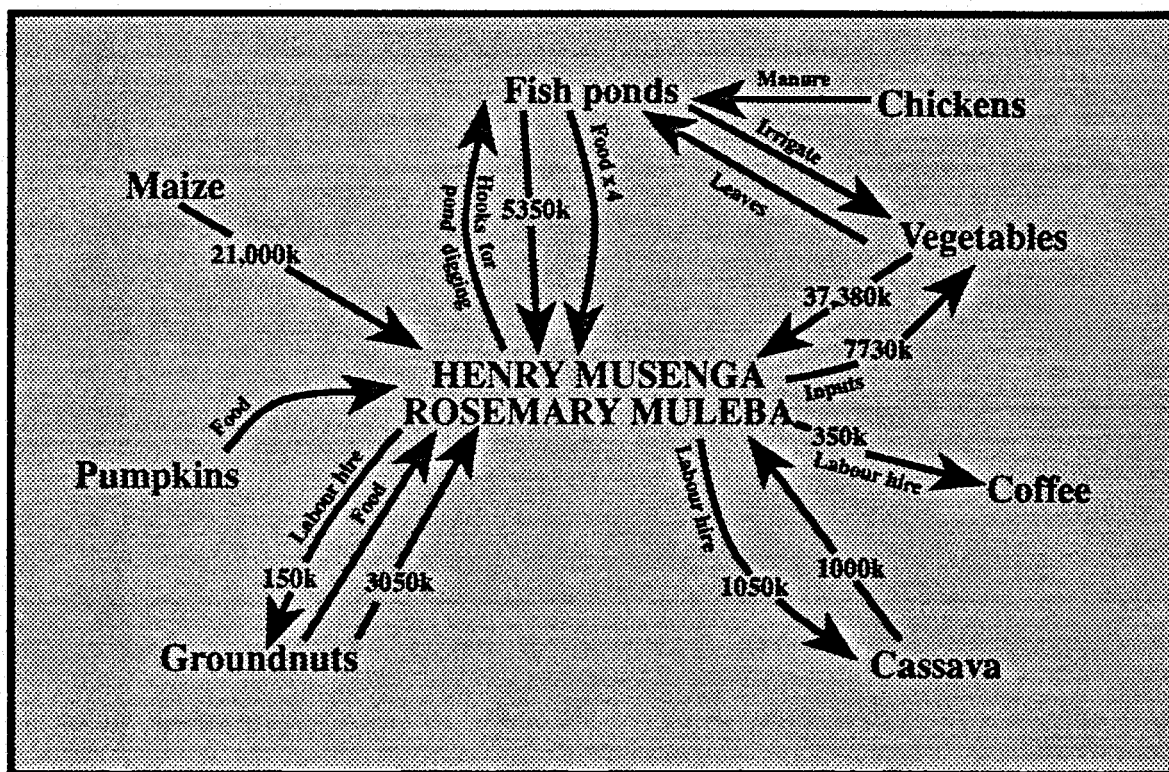 Manure
Fish ponds
Chickens
Irrigate
Food x 4
Leaves
Maize
Hooks for
pond digging
5350k
21,000k
Vegetables
37,380k
7730k
HENRY MUSENGA
Inputs
ROSEMARY MULEBA
Food
350k
Labour hire
Pumpkins
Labour hire
Food
Labour hire
Coffee
150k
3050k
1050k
1000k
Groundnuts
Cassava